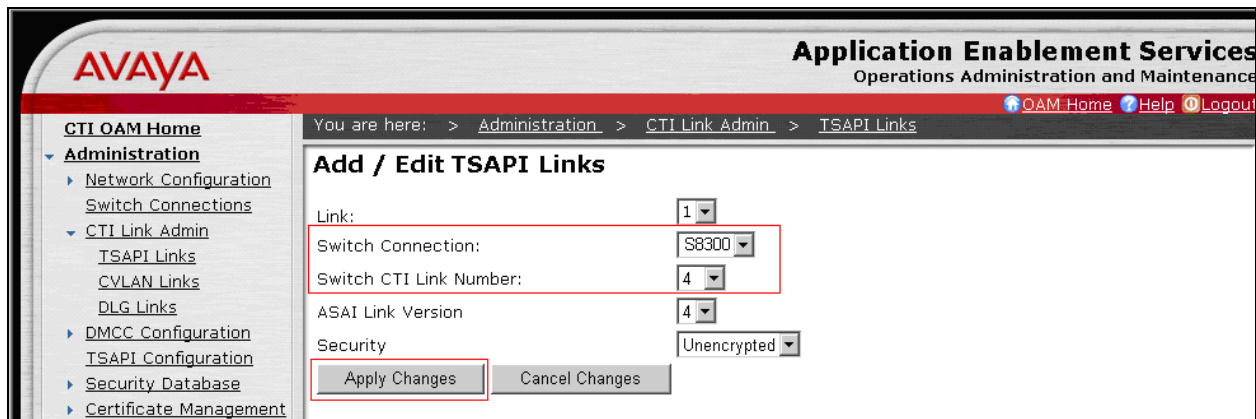 AVAYA
Application Enablement Services
Operations Administration and Maintenance
OAM Home ? Help Logout
CTI OAM Home
You are here: > Administration > CTI Link Admin > TSAPI Links
Administration
Network Configuration
Switch Connections
CTI Link Admin
TSAPI Links
CVLAN Links
DLG Links
DMCC Configuration
TSAPI Configuration
Security Database
Certificate Management
Add / Edit TSAPI Links
Link: 1
Switch Connection: S8300
Switch CTI Link Number: 4
ASAI Link Version 4
Security Unencrypted
Apply Changes Cancel Changes